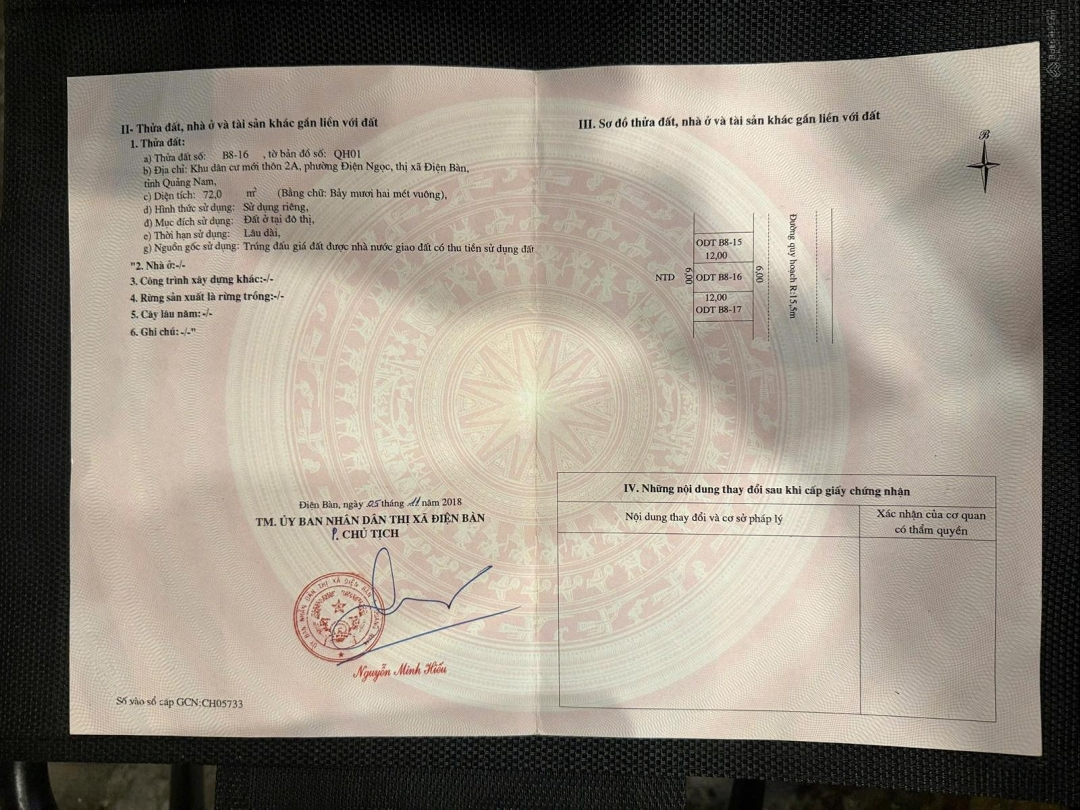 II- Thửa đất, nhà ở và tài sản khác gắn liền với đất
1. Thửa đất:
a) Thửa đất số: B8-16 , tờ bản đồ số: QH01
b) Địa chỉ: Khu dân cư mới thôn 2A, phường Điện Ngọc, thị xã Điện Bàn,
tỉnh Quảng Nam,
c) Diện tích: 72,0 m² (Bằng chữ: Bảy mươi hai mét vuông),
d) Hình thức sử dụng: Sử dụng riêng,
đ) Mục đích sử dụng: Đất ở tại đô thị,
e) Thời hạn sử dụng: Lâu dài,
g) Nguồn gốc sử dụng: Trúng đấu giá đất được nhà nước giao đất có thu tiền sử dụng đất
"2. Nhà ở:-/-
3. Công trình xây dựng khác:-/-
4. Rừng sản xuất là rừng trồng:-/-
5. Cây lâu năm:-/-
6. Ghi chú:-/-"
Điện Bàn, ngày 05 tháng 11 năm 2018
TM. ỦY BAN NHÂN DÂN THỊ XÃ ĐIỆN BÀN
P. CHỦ TỊCH
Nguyễn Minh Hiếu
Số vào sổ cấp GCN:CH05733
III. Sơ đồ thửa đất, nhà ở và tài sản khác gắn liền với đất
B
ODT B8-15
12,00
NTD
6,00
ODT B8-16
6,00
12,00
ODT B8-17
Đường quy hoạch R:15,5m
IV. Những nội dung thay đổi sau khi cấp giấy chứng nhận
Nội dung thay đổi và cơ sở pháp lý
Xác nhận của cơ quan
có thẩm quyền